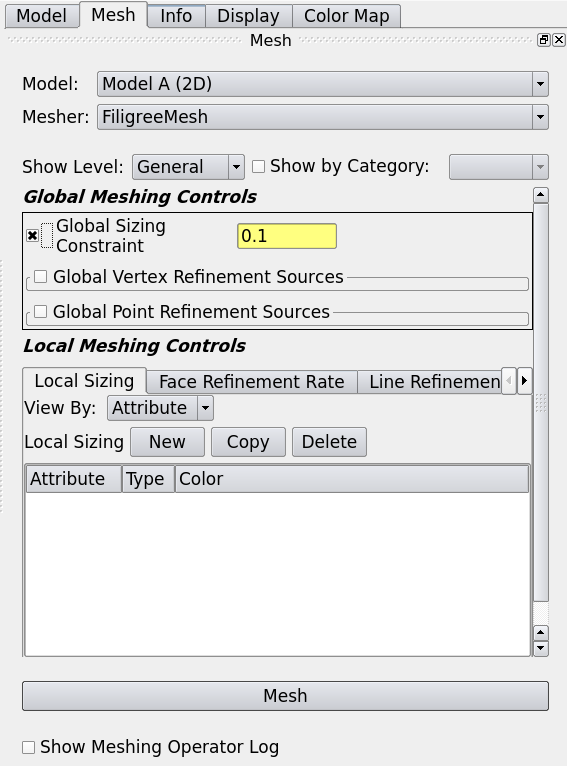 Model Mesh Info Display Color Map
Mesh
Model: Model A (2D)
Mesher: FiligreeMesh
Show Level: General Show by Category:
Global Meshing Controls
Global Sizing
Constraint 0.1
Global Vertex Refinement Sources
Global Point Refinement Sources
Local Meshing Controls
Local Sizing Face Refinement Rate Line Refinemen
View By: Attribute
Local Sizing New Copy Delete
Attribute Type Color
Mesh
Show Meshing Operator Log